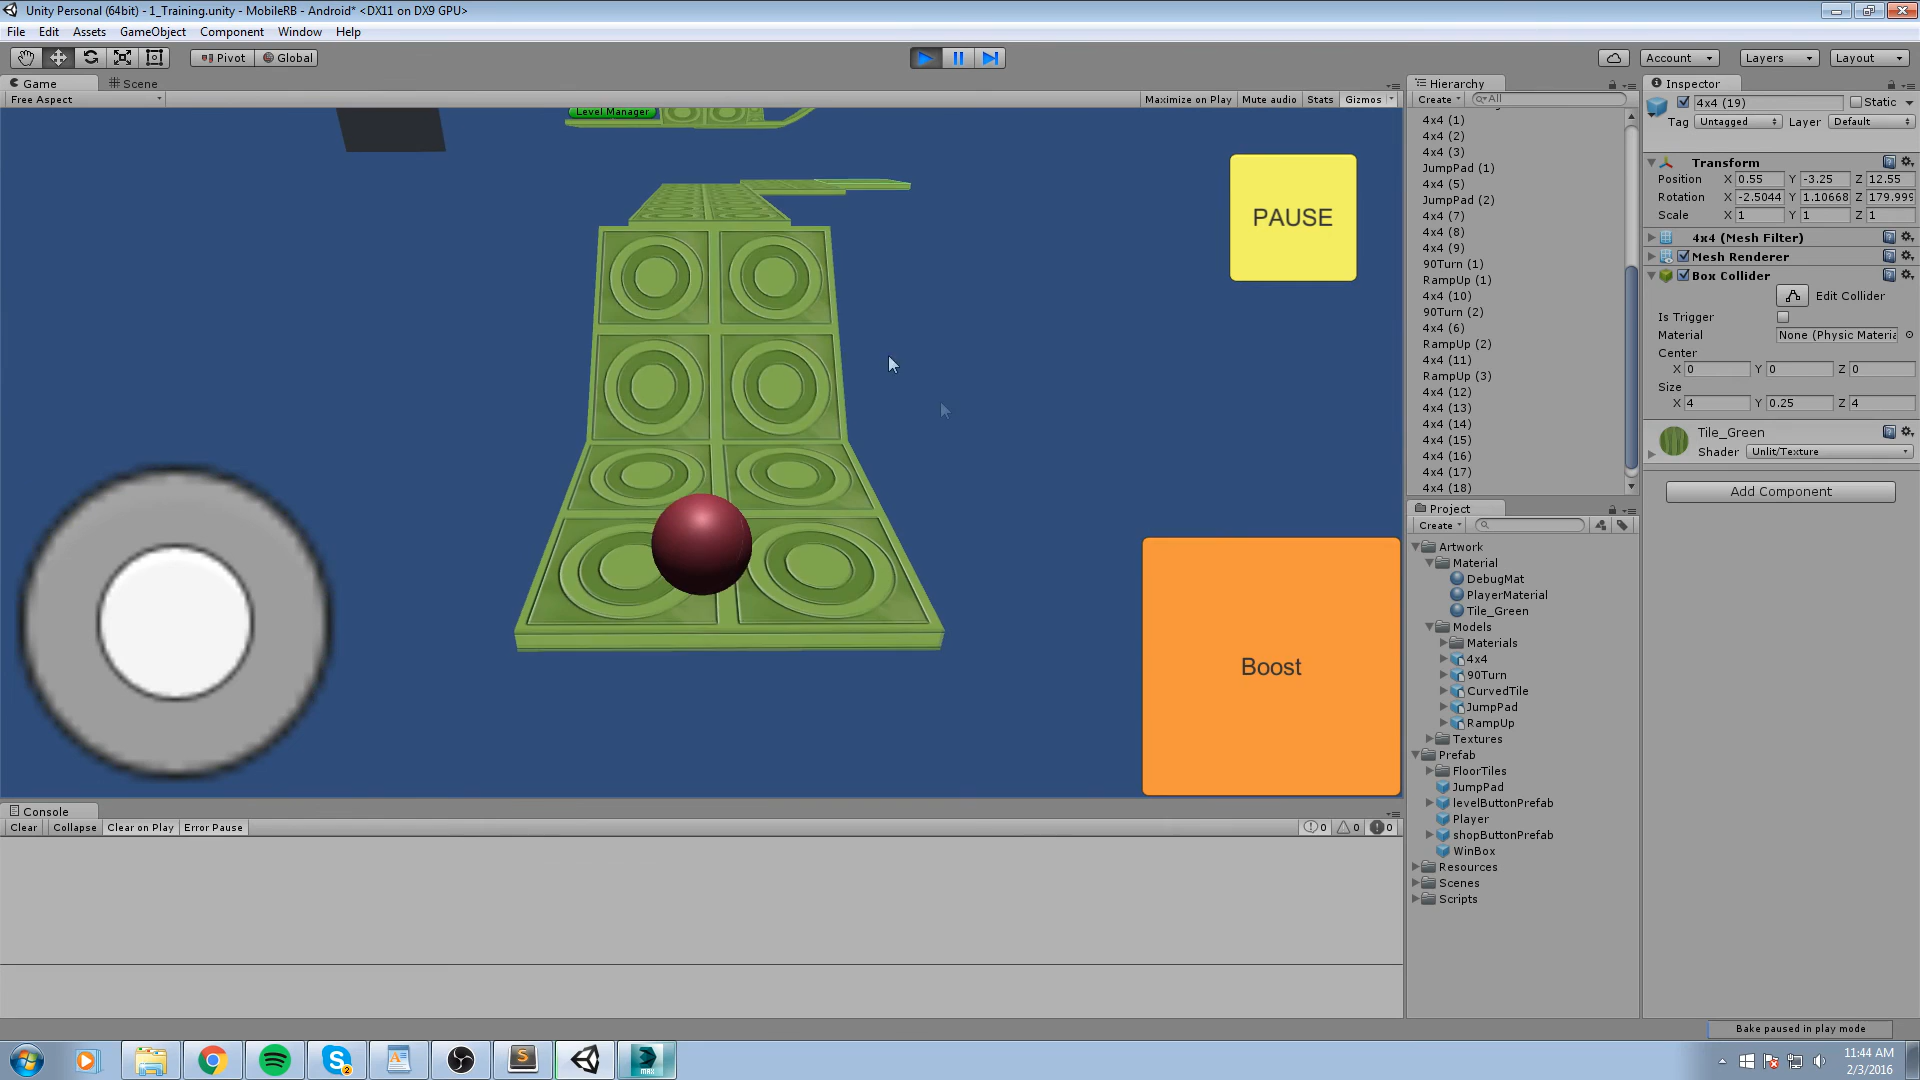 Unity Personal (64bit) - 1_Training.unity - MobileRB - Android* <DX11 on DX9 GPU>
File Edit Assets GameObject Component Window Help
Pivot Global Account Layers Layout
Game Scene
Free Aspect Maximize on Play Mute audio Stats Gizmos
Level Manager
PAUSE
Boost
Console
Clear Collapse Clear on Play Error Pause 0 0 0
Hierarchy
Create All
4x4 (1)
4x4 (2)
4x4 (3)
JumpPad (1)
4x4 (5)
JumpPad (2)
4x4 (7)
4x4 (8)
4x4 (9)
90Turn (1)
RampUp (1)
4x4 (10)
90Turn (2)
4x4 (6)
RampUp (2)
4x4 (11)
RampUp (3)
4x4 (12)
4x4 (13)
4x4 (14)
4x4 (15)
4x4 (16)
4x4 (17)
4x4 (18)
Project
Create
Artwork
Material
DebugMat
PlayerMaterial
Tile_Green
Models
Materials
4x4
90Turn
CurvedTile
JumpPad
RampUp
Textures
Prefab
FloorTiles
JumpPad
levelButtonPrefab
Player
shopButtonPrefab
WinBox
Resources
Scenes
Scripts
Inspector
4x4 (19) Static
Tag Untagged Layer Default
Transform
Position X 0.55 Y -3.25 Z 12.55
Rotation X -2.5044 Y 1.10668 Z 179.999
Scale X 1 Y 1 Z 1
4x4 (Mesh Filter)
Mesh Renderer
Box Collider
Edit Collider
Is Trigger
Material None (Physic Materia
Center
X 0 Y 0 Z 0
Size
X 4 Y 0.25 Z 4
Tile_Green
Shader Unlit/Texture
Add Component
Bake paused in play mode
S 2 S MAX
11:44 AM
2/3/2016